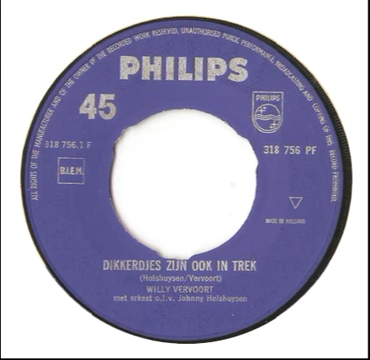 ALL RIGHTS OF THE MANUFACTURER AND OF THE OWNER OF THE RECORDED WORK RESERVED. UNAUTHORISED PUBLIC PERFORMANCE, BROADCASTING AND COPYING OF THIS RECORD PROHIBITED.
PHILIPS
45
PHILIPS
318 756.1 F
318 756 PF
B.I.E.M.
MADE IN HOLLAND
DIKKERDJES ZIJN OOK IN TREK
(Holshuysen/Vervoort)
WILLY VERVOORT
met orkest o.l.v. Johnny Holshuysen